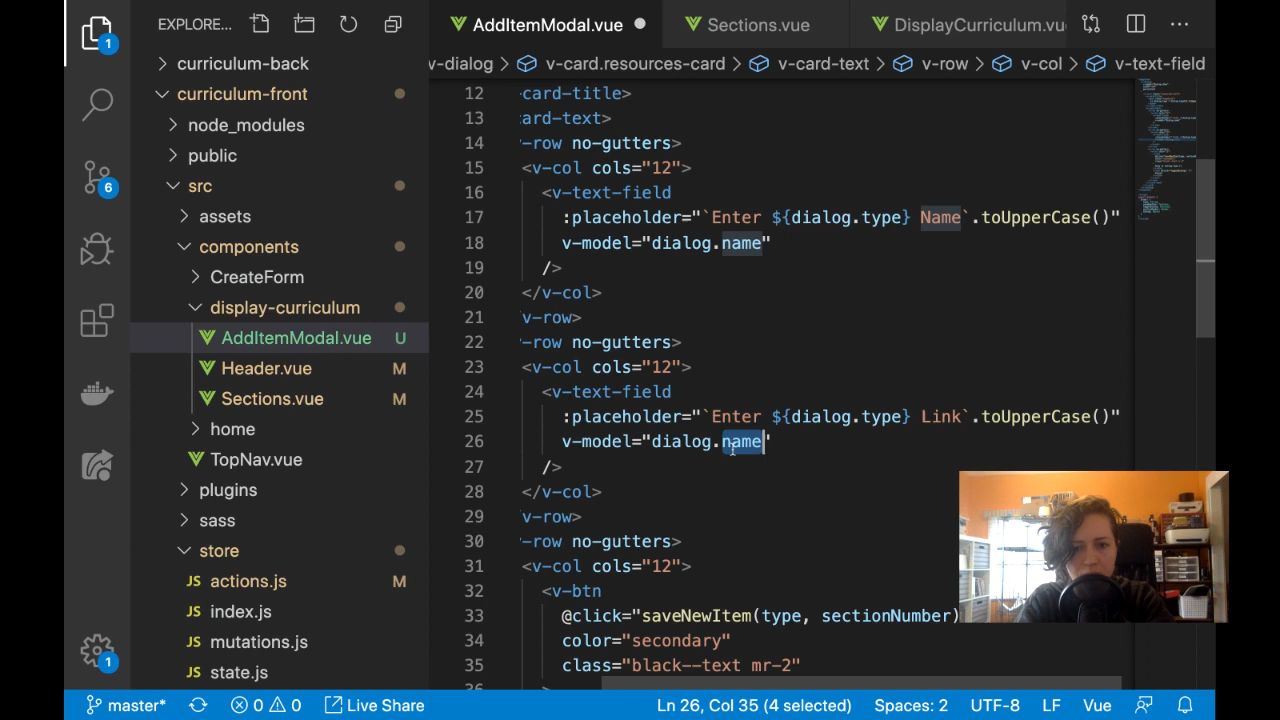 EXPLORE...
AddItemModal.vue
Sections.vue
DisplayCurriculum.vu
1
v-dialog > v-card.resources-card > v-card-text > v-row > v-col > v-text-field
curriculum-back
curriculum-front
node_modules
public
src
assets
components
CreateForm
display-curriculum
AddItemModal.vue U
Header.vue M
Sections.vue M
home
TopNav.vue
plugins
sass
store
JS actions.js M
JS index.js
JS mutations.js
JS state.js
6
1
12 card-title>
13 card-text>
14 -row no-gutters>
15 <v-col cols="12">
16 <v-text-field
17 :placeholder="`Enter ${dialog.type} Name`.toUpperCase()"
18 v-model="dialog.name"
19 />
20 </v-col>
21 v-row>
22 -row no-gutters>
23 <v-col cols="12">
24 <v-text-field
25 :placeholder="`Enter ${dialog.type} Link`.toUpperCase()"
26 v-model="dialog.name"
27 />
28 </v-col>
29 v-row>
30 -row no-gutters>
31 <v-col cols="12">
32 <v-btn
33 @click="saveNewItem(type, sectionNumber)
34 color="secondary"
35 class="black--text mr-2"
master* 0 0 Live Share Ln 26, Col 35 (4 selected) Spaces: 2 UTF-8 LF Vue